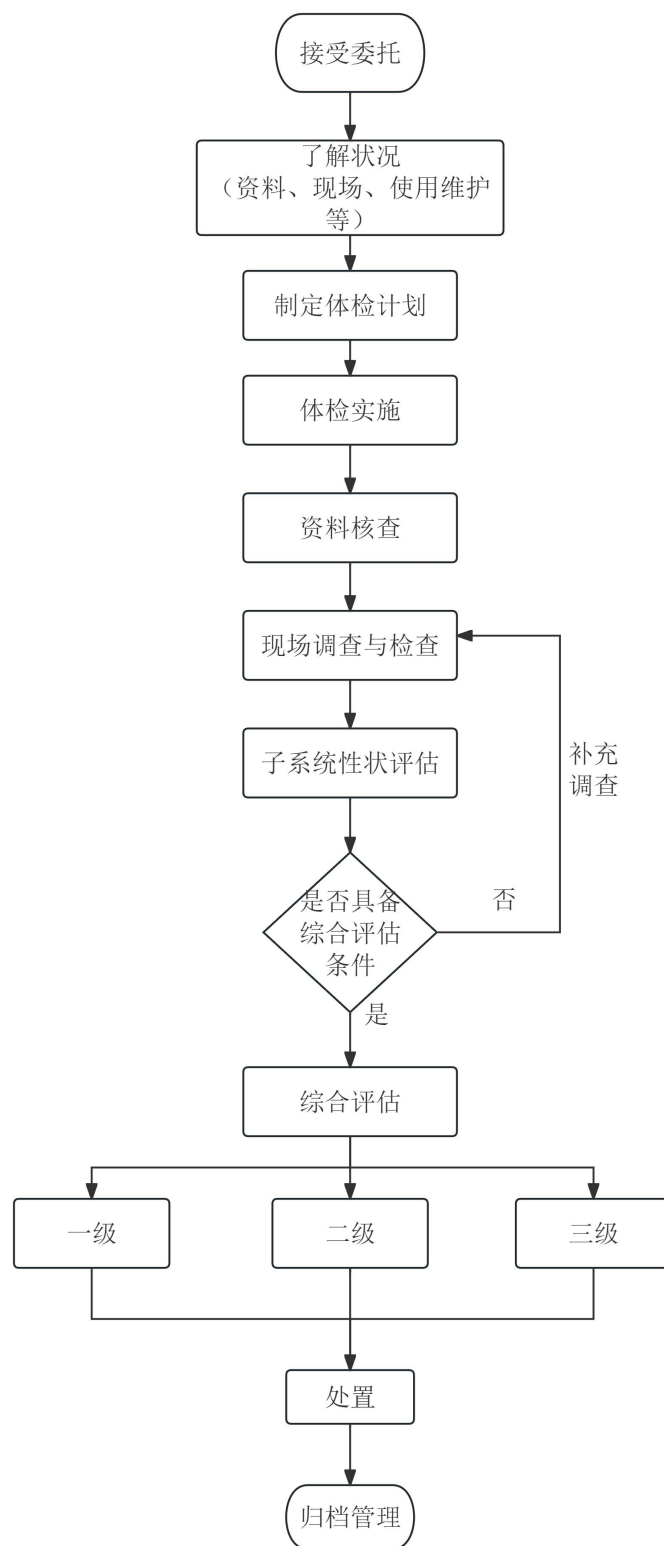 接受委托
了解状况
（资料、现场、使用维护
等）
制定体检计划
体检实施
资料核查
现场调查与检查
子系统性状评估
补充
调查
是否具备
综合评估
条件
否
是
综合评估
一级
二级
三级
处置
归档管理